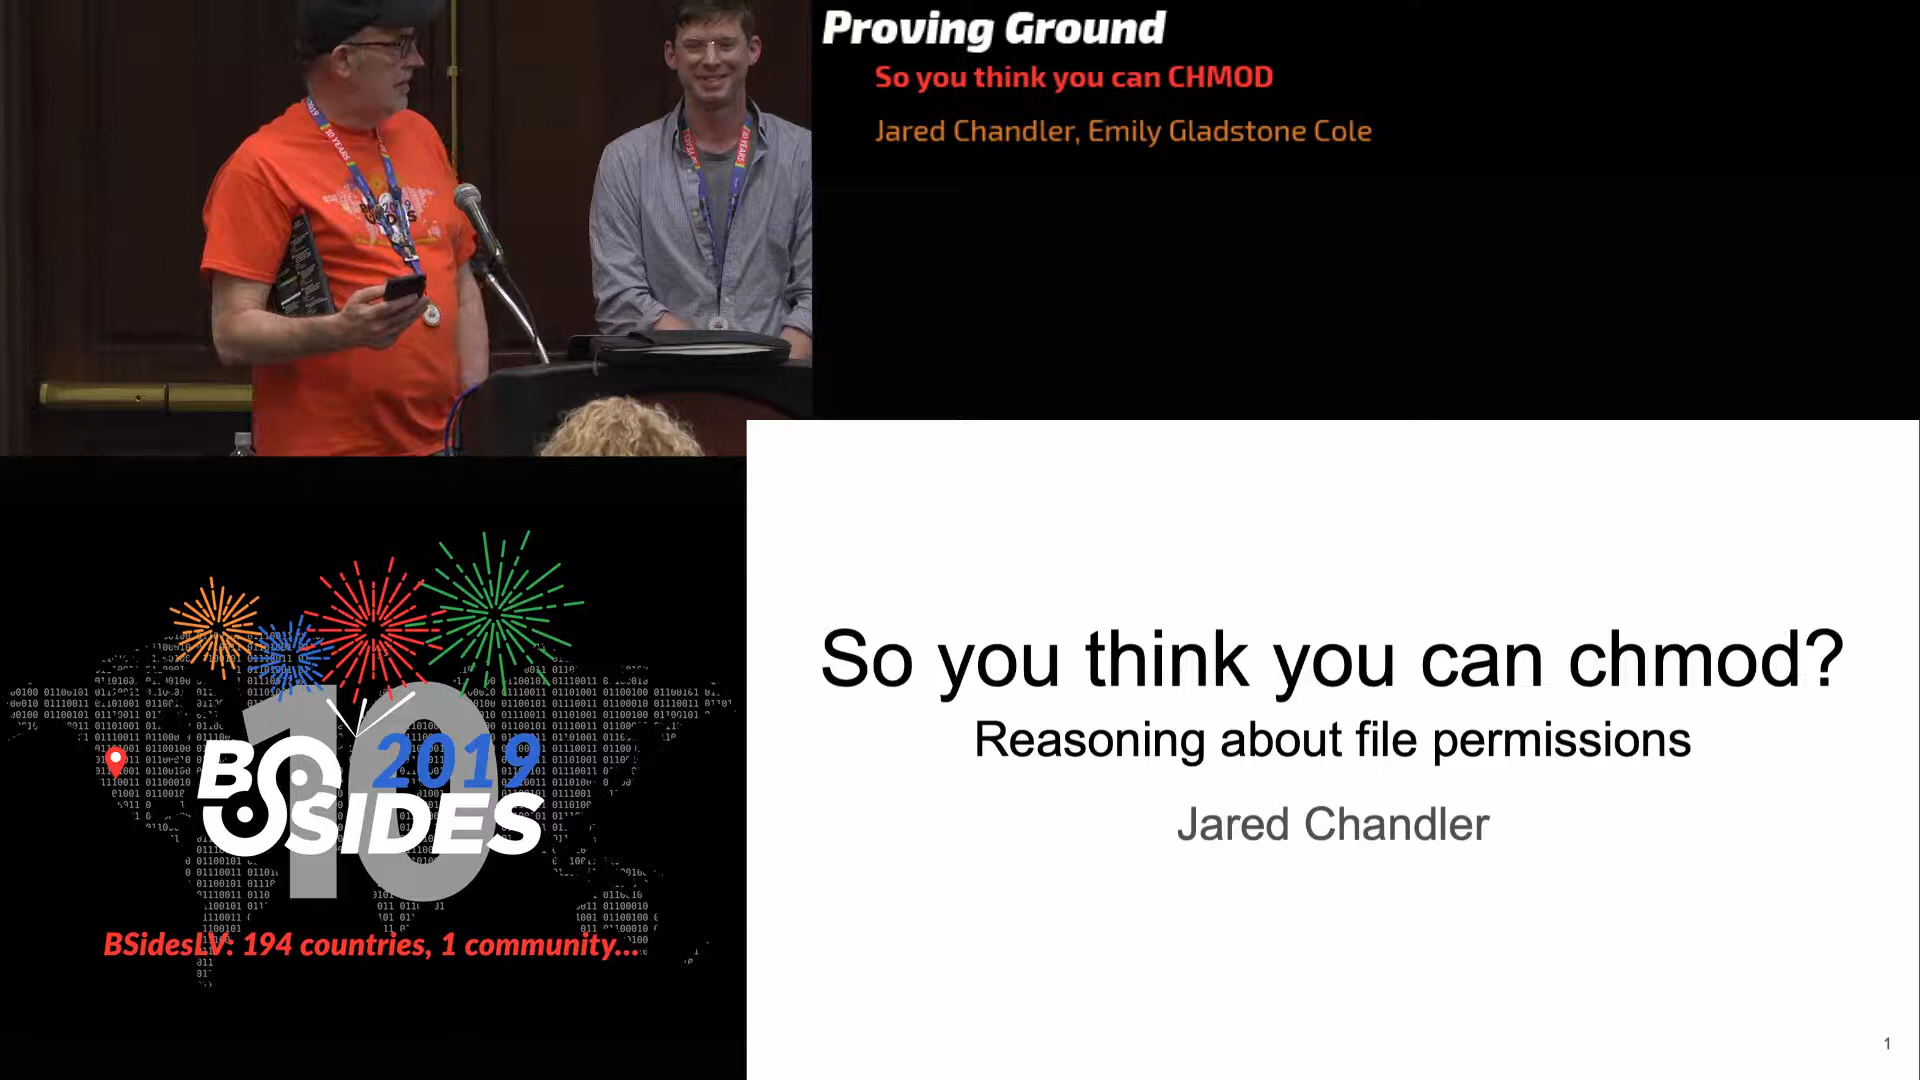 Proving Ground
So you think you can CHMOD
Jared Chandler, Emily Gladstone Cole
So you think you can chmod?
Reasoning about file permissions
Jared Chandler
1
10
2019
BSIDES
BSidesLV: 194 countries, 1 community...